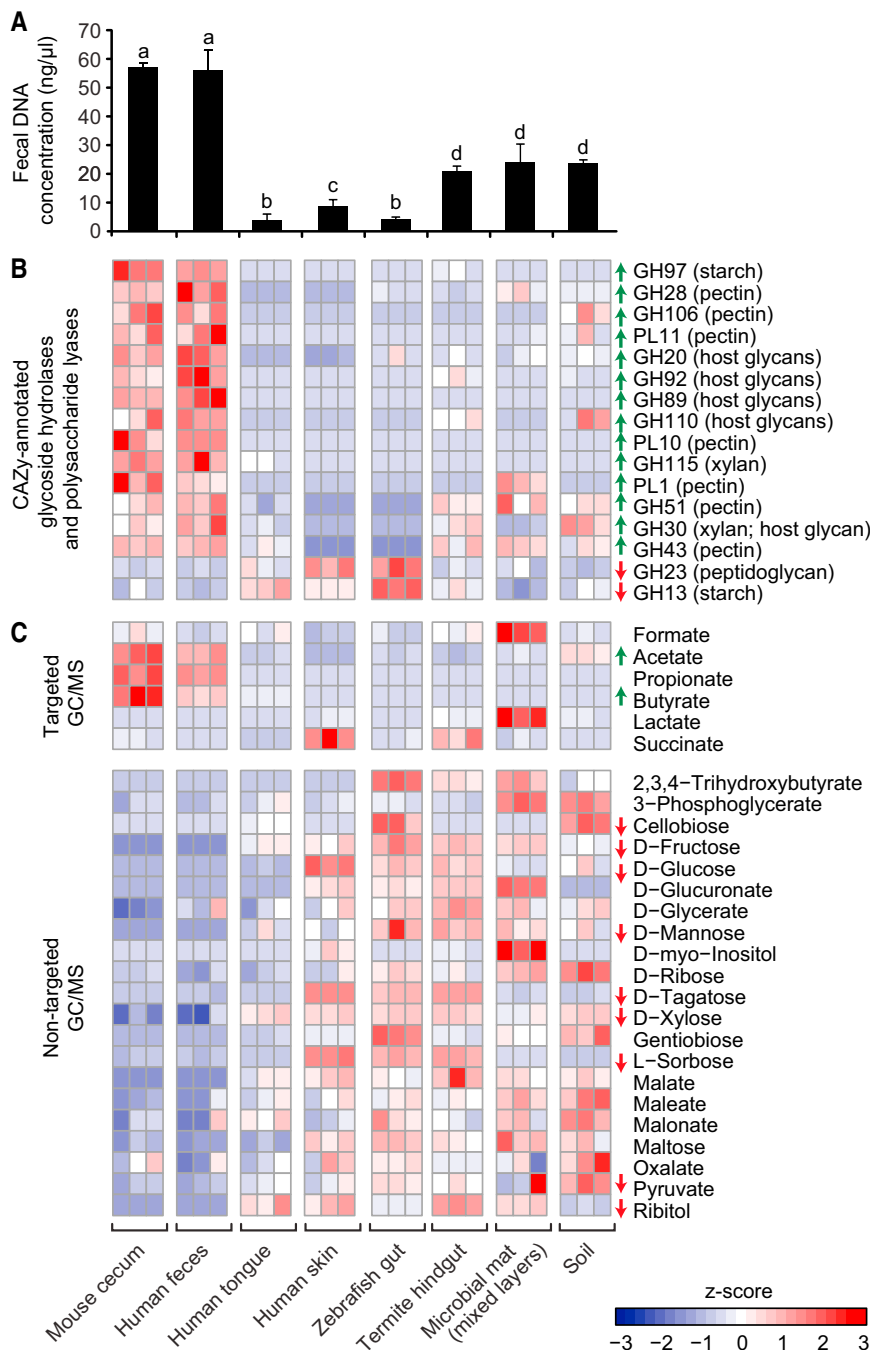 A
Fecal DNA
concentration (ng/μl)
70
60
50
40
30
20
10
0
a
a
b
c
b
d
d
d
B
CAZy-annotated
glycoside hydrolases
and polysaccharide lyases
GH97 (starch)
GH28 (pectin)
GH106 (pectin)
PL11 (pectin)
GH20 (host glycans)
GH92 (host glycans)
GH89 (host glycans)
GH110 (host glycans)
PL10 (pectin)
GH115 (xylan)
PL1 (pectin)
GH51 (pectin)
GH30 (xylan; host glycan)
GH43 (pectin)
GH23 (peptidoglycan)
GH13 (starch)
C
Targeted
GC/MS
Formate
Acetate
Propionate
Butyrate
Lactate
Succinate
Non-targeted
GC/MS
2,3,4−Trihydroxybutyrate
3−Phosphoglycerate
Cellobiose
D−Fructose
D−Glucose
D−Glucuronate
D−Glycerate
D−Mannose
D−myo−Inositol
D−Ribose
D−Tagatose
D−Xylose
Gentiobiose
L−Sorbose
Malate
Maleate
Malonate
Maltose
Oxalate
Pyruvate
Ribitol
Mouse cecum
Human feces
Human tongue
Human skin
Zebrafish gut
Termite hindgut
Microbial mat
(mixed layers)
Soil
z-score
−3 −2 −1 0 1 2 3